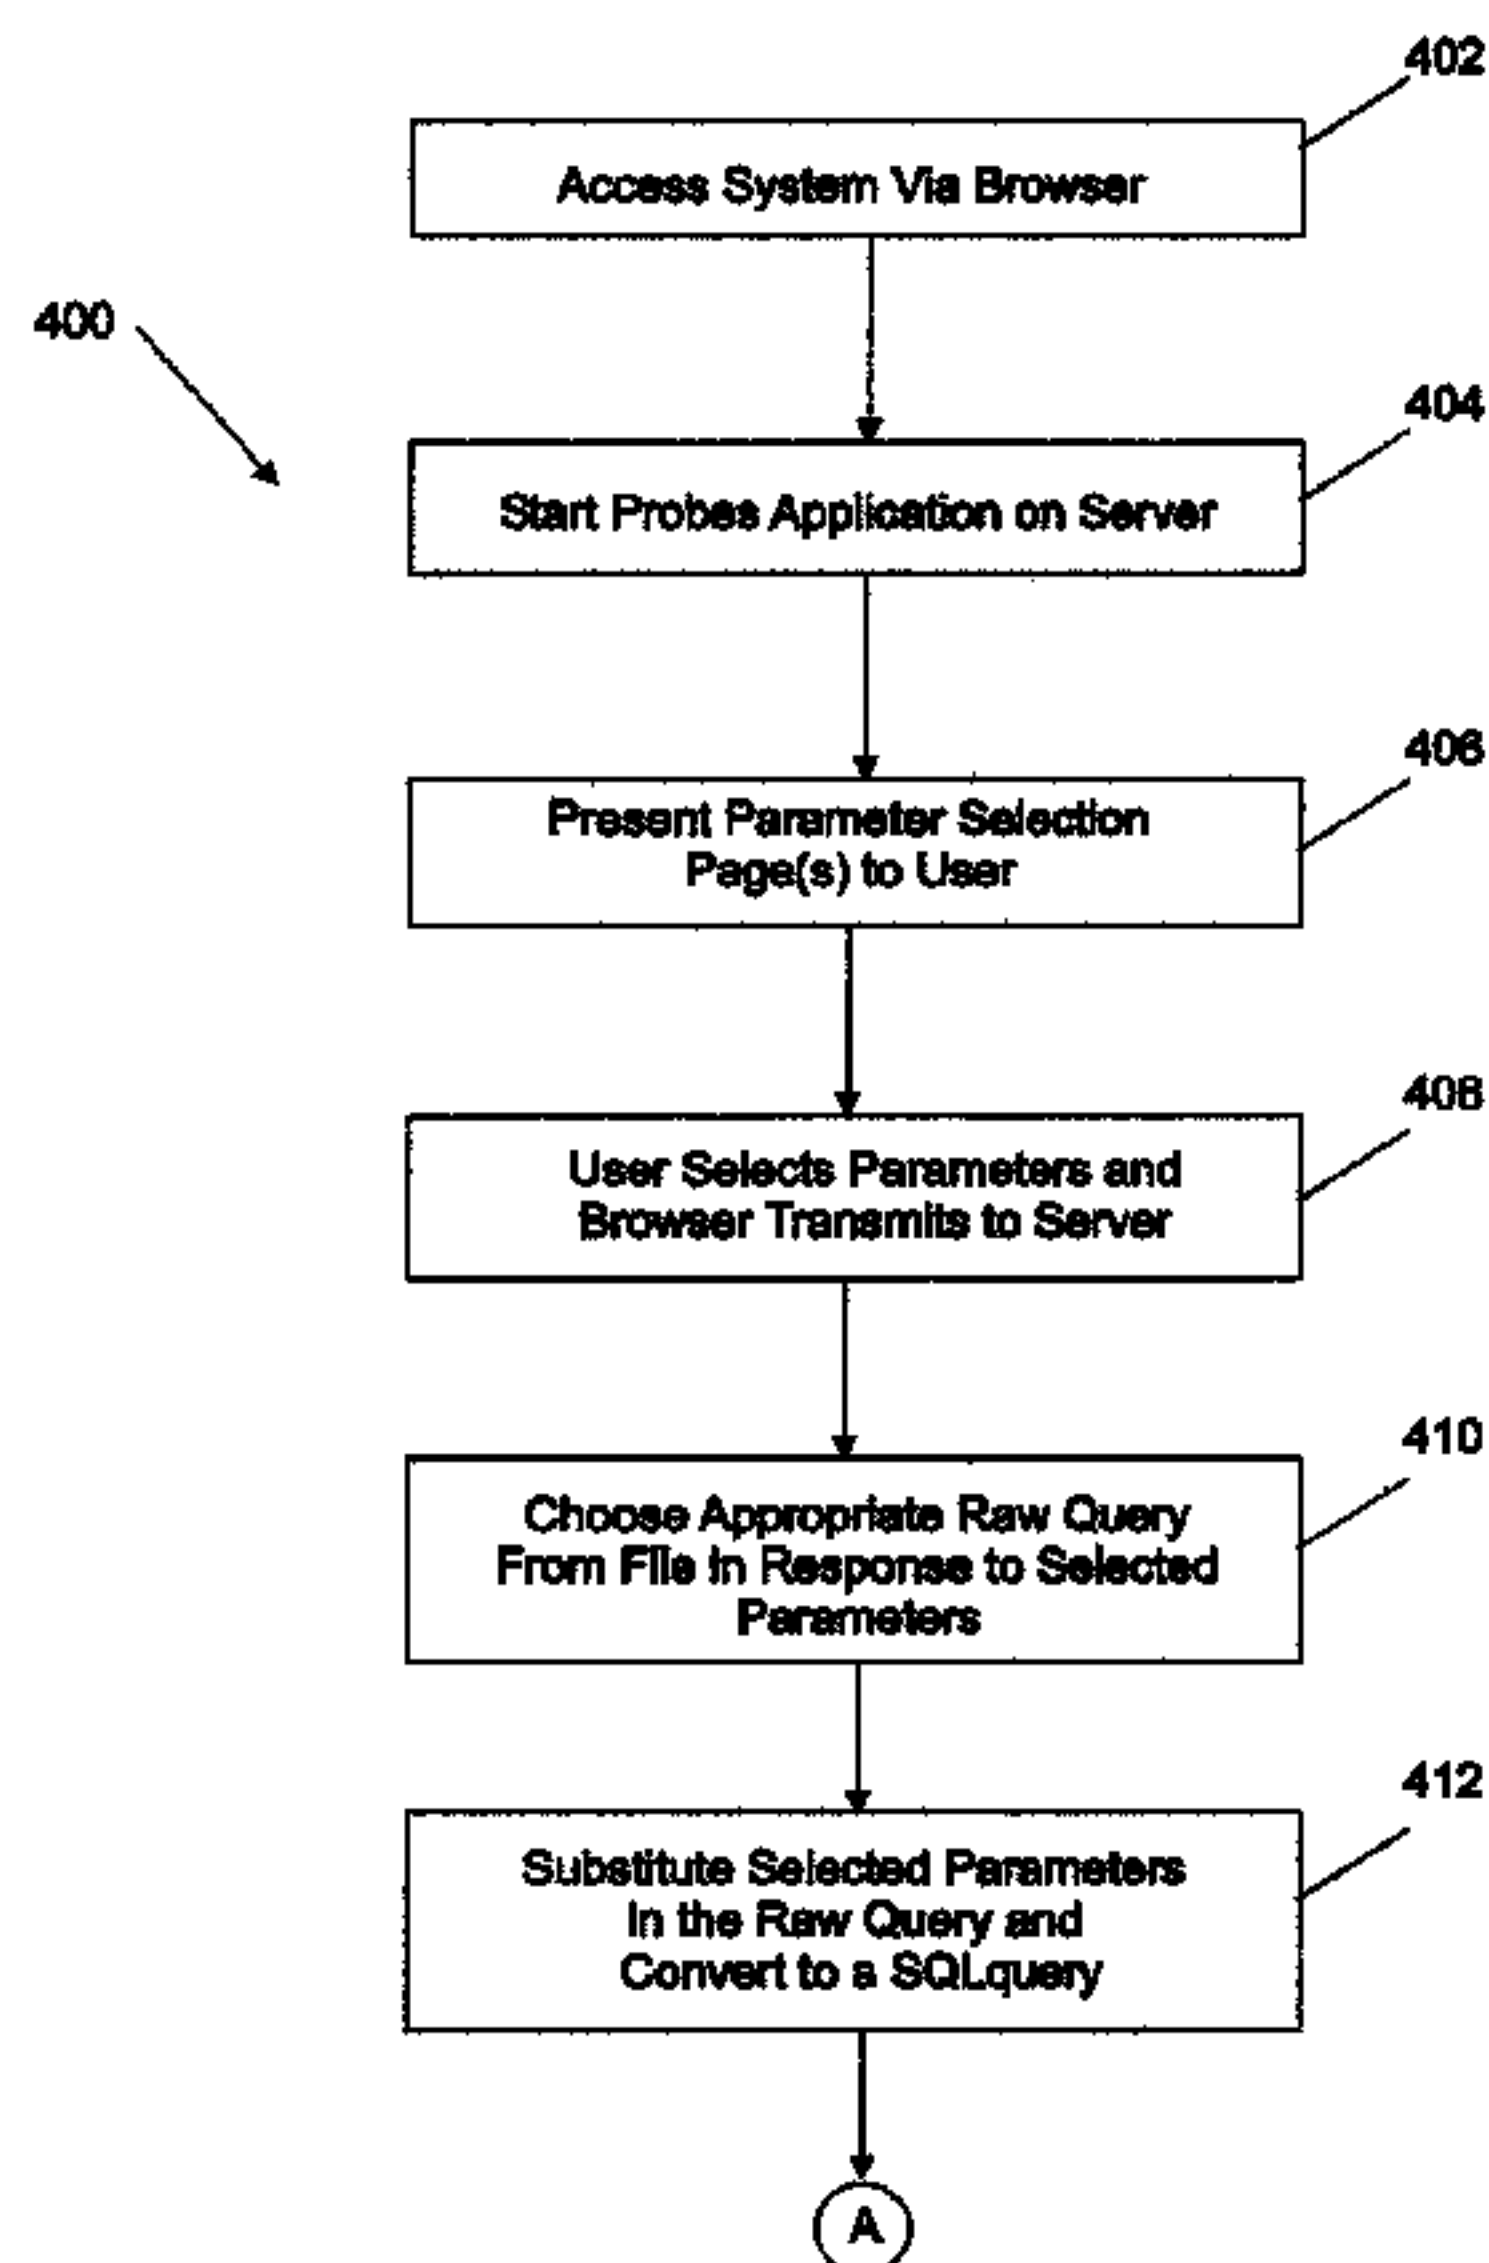 402
Access System Via Browser
400
404
Start Probes Application on Server
406
Present Parameter Selection
Page(s) to User
408
User Selects Parameters and
Browser Transmits to Server
410
Choose Appropriate Raw Query
From File in Response to Selected
Parameters
412
Substitute Selected Parameters
in the Raw Query and
Convert to a SQLquery
A